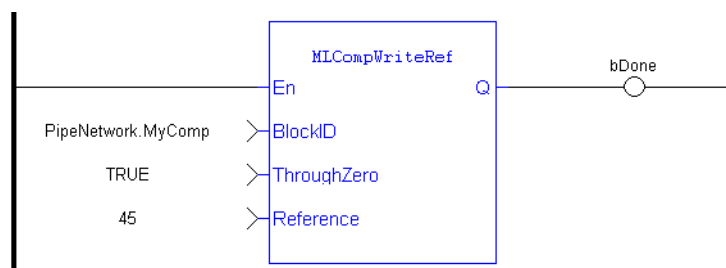 MLCompWriteRef
bDone
En Q
PipeNetwork.MyComp BlockID
TRUE ThroughZero
45 Reference